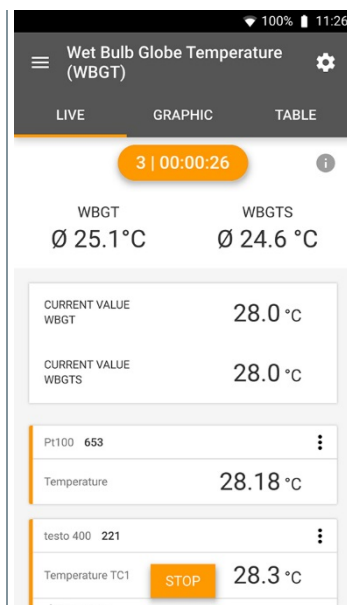 100% 11:26
Wet Bulb Globe Temperature
(WBGT)
LIVE GRAPHIC TABLE
3 | 00:00:26
WBGT WBGTS
Ø 25.1°C Ø 24.6 °C
CURRENT VALUE
WBGT
28.0 °C
CURRENT VALUE
WBGTS
28.0 °C
Pt100 653
Temperature 28.18 °C
testo 400 221
Temperature TC1 28.3 °C
STOP